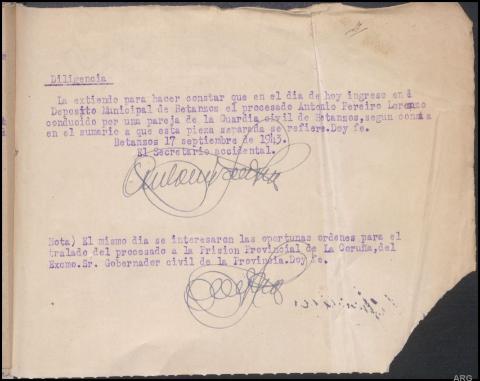 Diligencia
La extiendo para hacer constar que en el dia de hoy ingreso en el
Deposito Municipal de Betanzos el procesado Antonio Pereiro Lorenzo
conducido por una pareja de la Guardia civil de Betanzos,segun consta
en el sumario a que esta pieza separada se refiere.Doy fe.
Betanzos 17 septiembre de 1943.
El Secretario accidental.
Nota) El mismo dia se interesaron las oportunas ordenes para el
tralado del procesado a la Prision Provincial de La Coruña,del
Excmo.Sr. Gobernador civil de la Provincia.Doy fe.
ARG